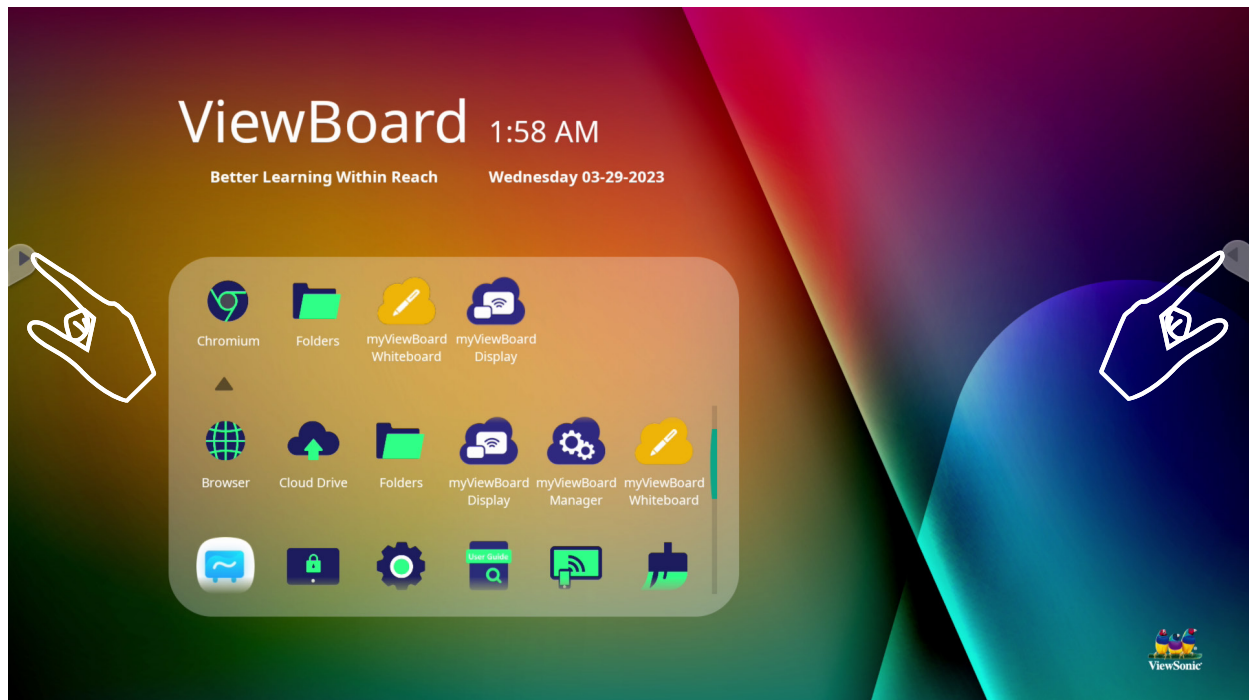 ViewBoard 1:58 AM
Better Learning Within Reach Wednesday 03-29-2023
Chromium Folders myViewBoard myViewBoard
Whiteboard Display
Browser Cloud Drive Folders myViewBoard myViewBoard myViewBoard
Display Manager Whiteboard
User Guide
ViewSonic